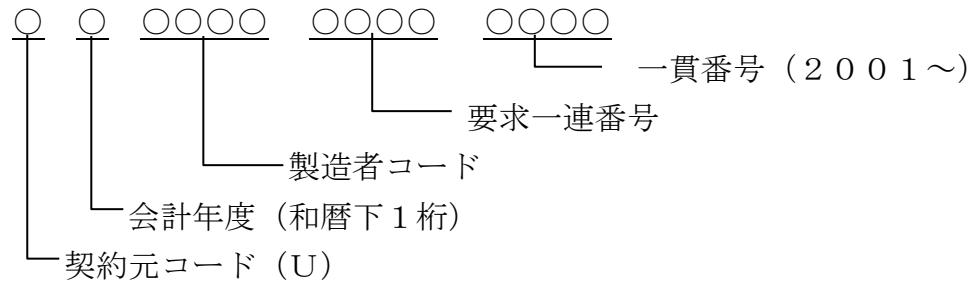 ○ ○ ○○○○ ○○○○ ○○○○
一貫番号（２００１～）
要求一連番号
製造者コード
会計年度（和暦下１桁）
契約元コード（Ｕ）